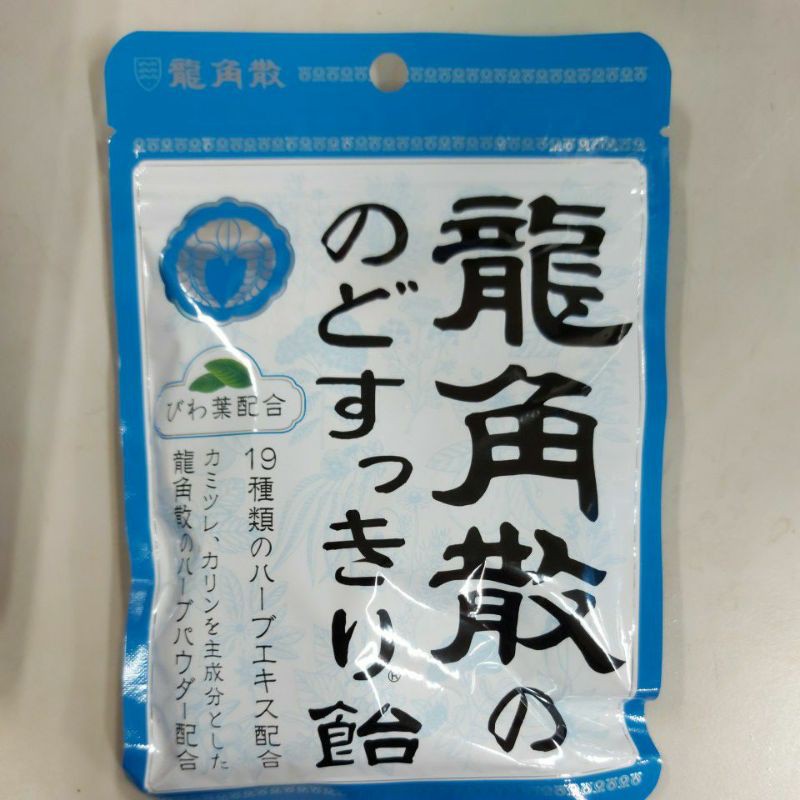 龍角散
龍角散の
のどすっきり飴®
びわ葉配合
19種類のハーブエキス配合
カミツレ、カリンを主成分とした
龍角散のハーブパウダー配合